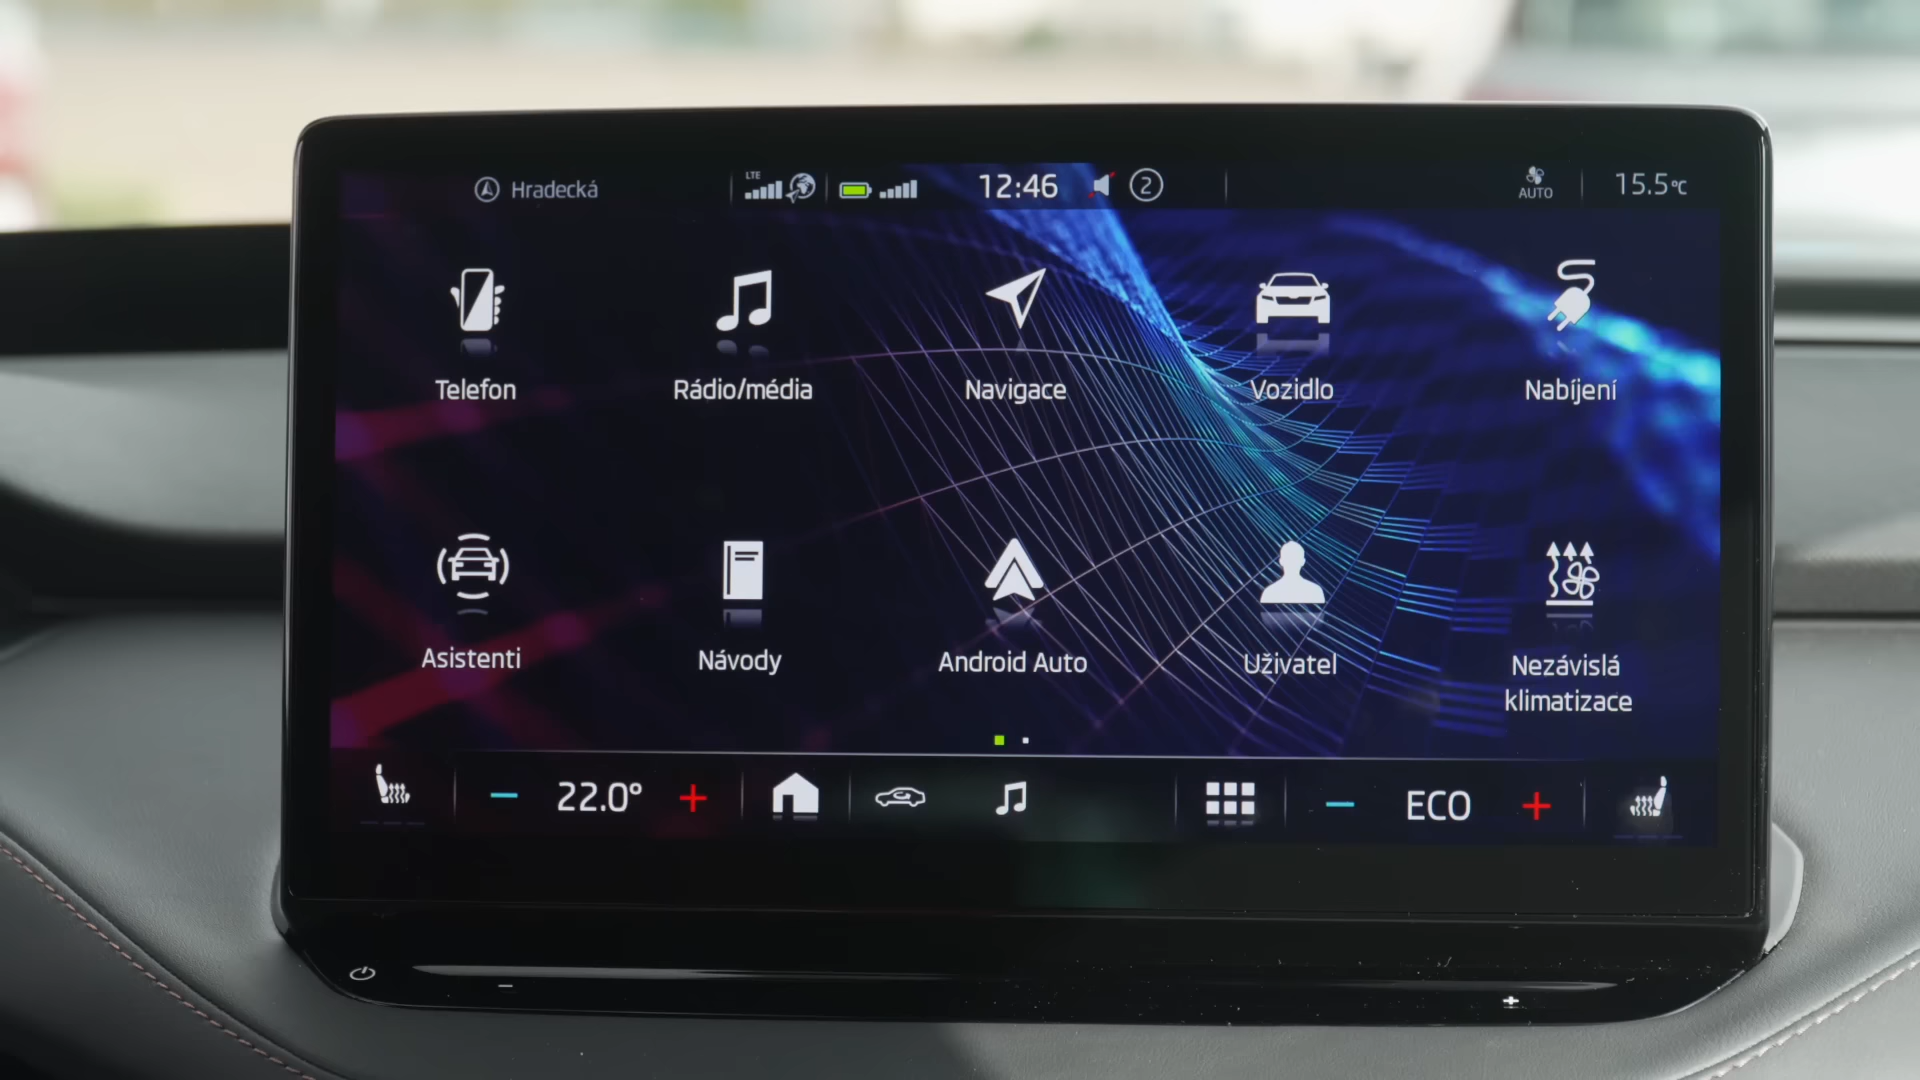 Hradecká
LTE
12:46
2
AUTO
15.5°C
Telefon
Rádio/média
Navigace
Vozidlo
Nabíjení
Asistenti
Návody
Android Auto
Uživatel
Nezávislá
klimatizace
− 22.0° +
− ECO +
− +